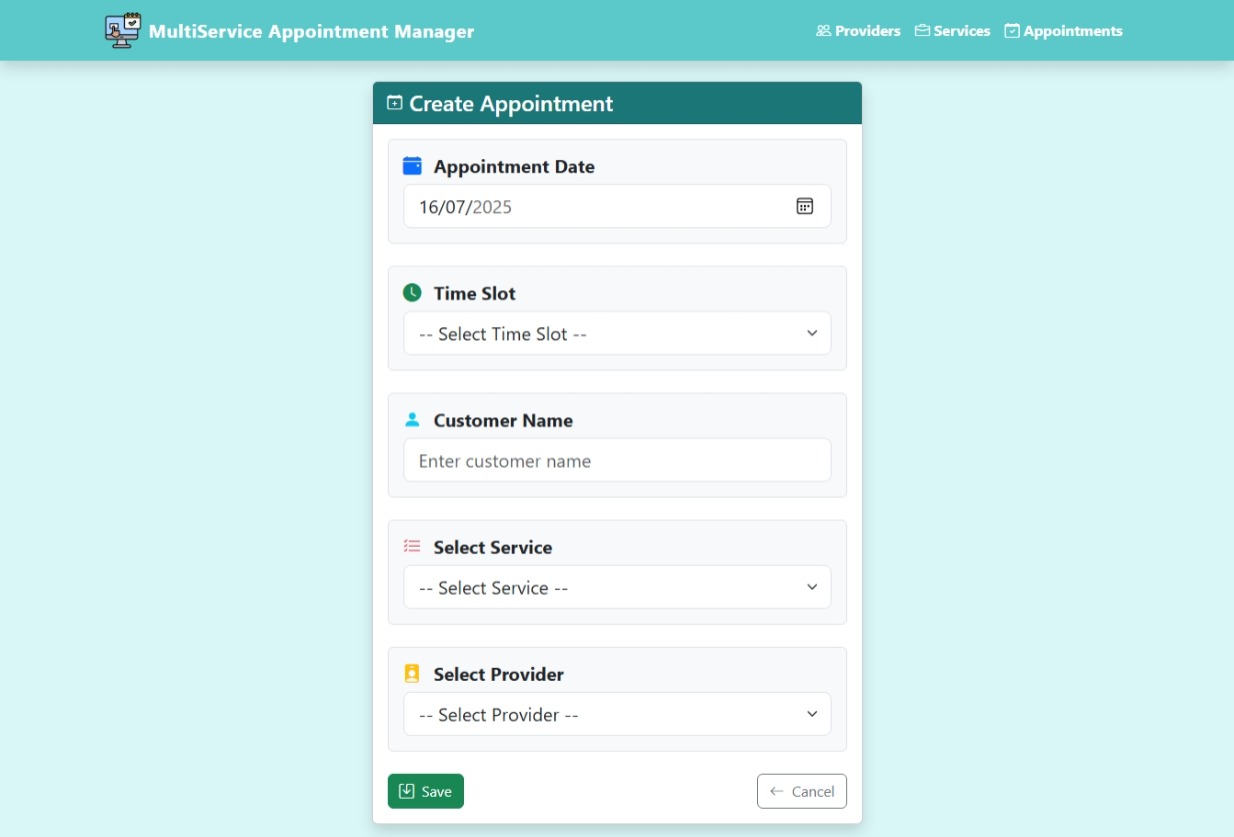 MultiService Appointment Manager
Providers Services Appointments
Create Appointment
Appointment Date
16/07/2025
Time Slot
-- Select Time Slot --
Customer Name
Enter customer name
Select Service
-- Select Service --
Select Provider
-- Select Provider --
Save Cancel